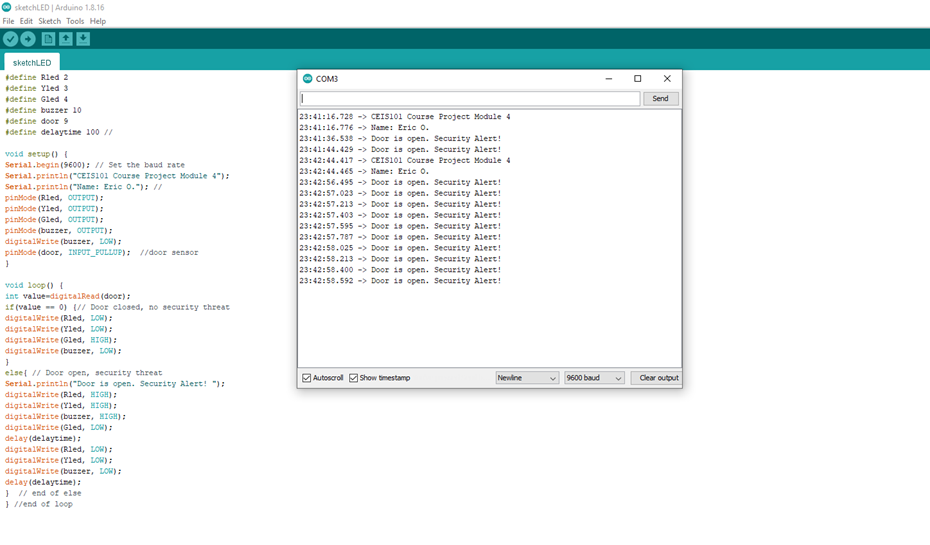 sketchLED | Arduino 1.8.16
File Edit Sketch Tools Help
sketchLED
#define Rled 2
#define Yled 3
#define Gled 4
#define buzzer 10
#define door 9
#define delaytime 100 //
void setup() {
Serial.begin(9600); // Set the baud rate
Serial.println("CEIS101 Course Project Module 4");
Serial.println("Name: Eric O."); //
pinMode(Rled, OUTPUT);
pinMode(Yled, OUTPUT);
pinMode(Gled, OUTPUT);
pinMode(buzzer, OUTPUT);
digitalWrite(buzzer, LOW);
pinMode(door, INPUT_PULLUP);  //door sensor
}
void loop() {
int value=digitalRead(door);
if(value == 0) {// Door closed, no security threat
digitalWrite(Rled, LOW);
digitalWrite(Yled, LOW);
digitalWrite(Gled, HIGH);
digitalWrite(buzzer, LOW);
}
else{ // Door open, security threat
Serial.println("Door is open. Security Alert! ");
digitalWrite(Rled, HIGH);
digitalWrite(Yled, HIGH);
digitalWrite(buzzer, HIGH);
digitalWrite(Gled, LOW);
delay(delaytime);
digitalWrite(Rled, LOW);
digitalWrite(Yled, LOW);
digitalWrite(buzzer, LOW);
delay(delaytime);
}  // end of else
} //end of loop
COM3
Send
23:41:16.728 -> CEIS101 Course Project Module 4
23:41:16.776 -> Name: Eric O.
23:41:36.538 -> Door is open. Security Alert!
23:41:44.429 -> Door is open. Security Alert!
23:42:44.417 -> CEIS101 Course Project Module 4
23:42:44.465 -> Name: Eric O.
23:42:56.495 -> Door is open. Security Alert!
23:42:57.023 -> Door is open. Security Alert!
23:42:57.213 -> Door is open. Security Alert!
23:42:57.403 -> Door is open. Security Alert!
23:42:57.595 -> Door is open. Security Alert!
23:42:57.787 -> Door is open. Security Alert!
23:42:58.025 -> Door is open. Security Alert!
23:42:58.213 -> Door is open. Security Alert!
23:42:58.400 -> Door is open. Security Alert!
23:42:58.592 -> Door is open. Security Alert!
Autoscroll Show timestamp Newline 9600 baud Clear output